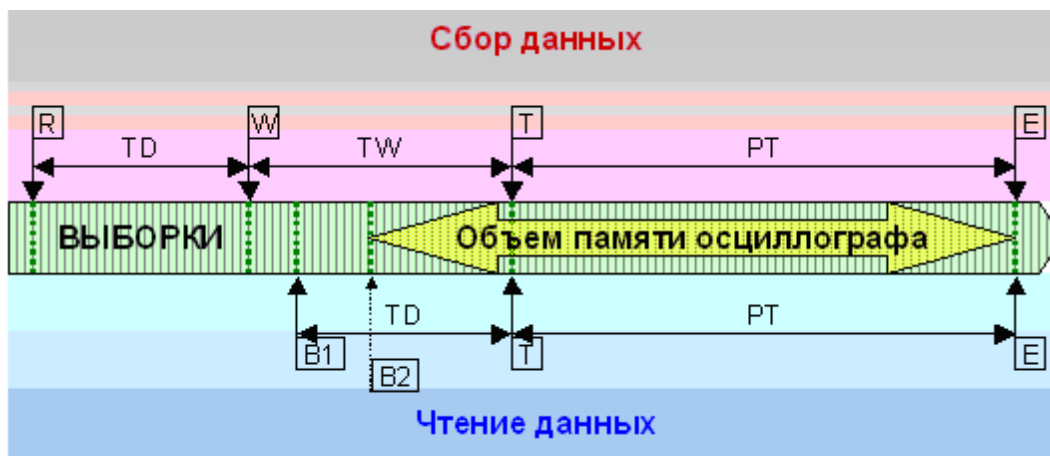 Сбор данных
R W T E
TD TW PT
ВЫБОРКИ Объем памяти осциллографа
TD PT
B1 T E
B2
Чтение данных